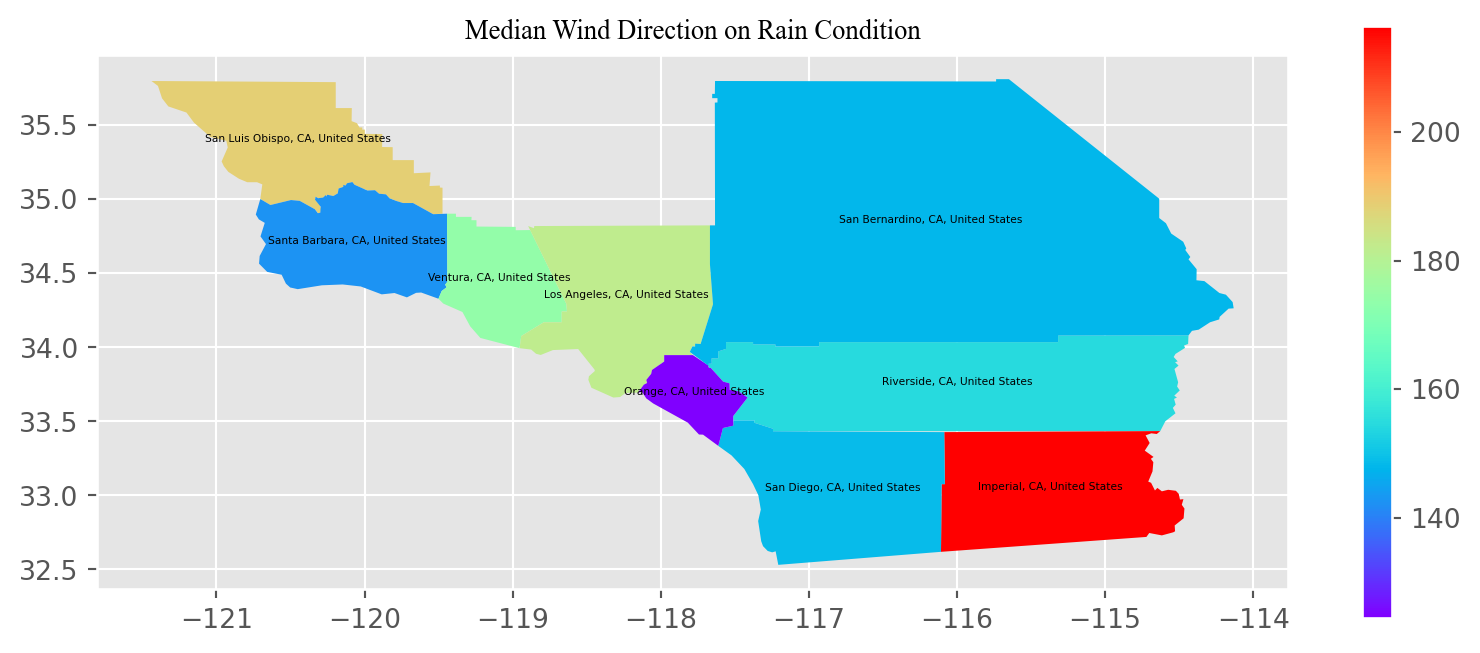 Median Wind Direction on Rain Condition
35.5
35.0
34.5
34.0
33.5
33.0
32.5
San Luis Obispo, CA, United States
San Bernardino, CA, United States
Santa Barbara, CA, United States
Ventura, CA, United States
Los Angeles, CA, United States
Riverside, CA, United States
Orange, CA, United States
San Diego, CA, United States
Imperial, CA, United States
−121 −120 −119 −118 −117 −116 −115 −114
200
180
160
140